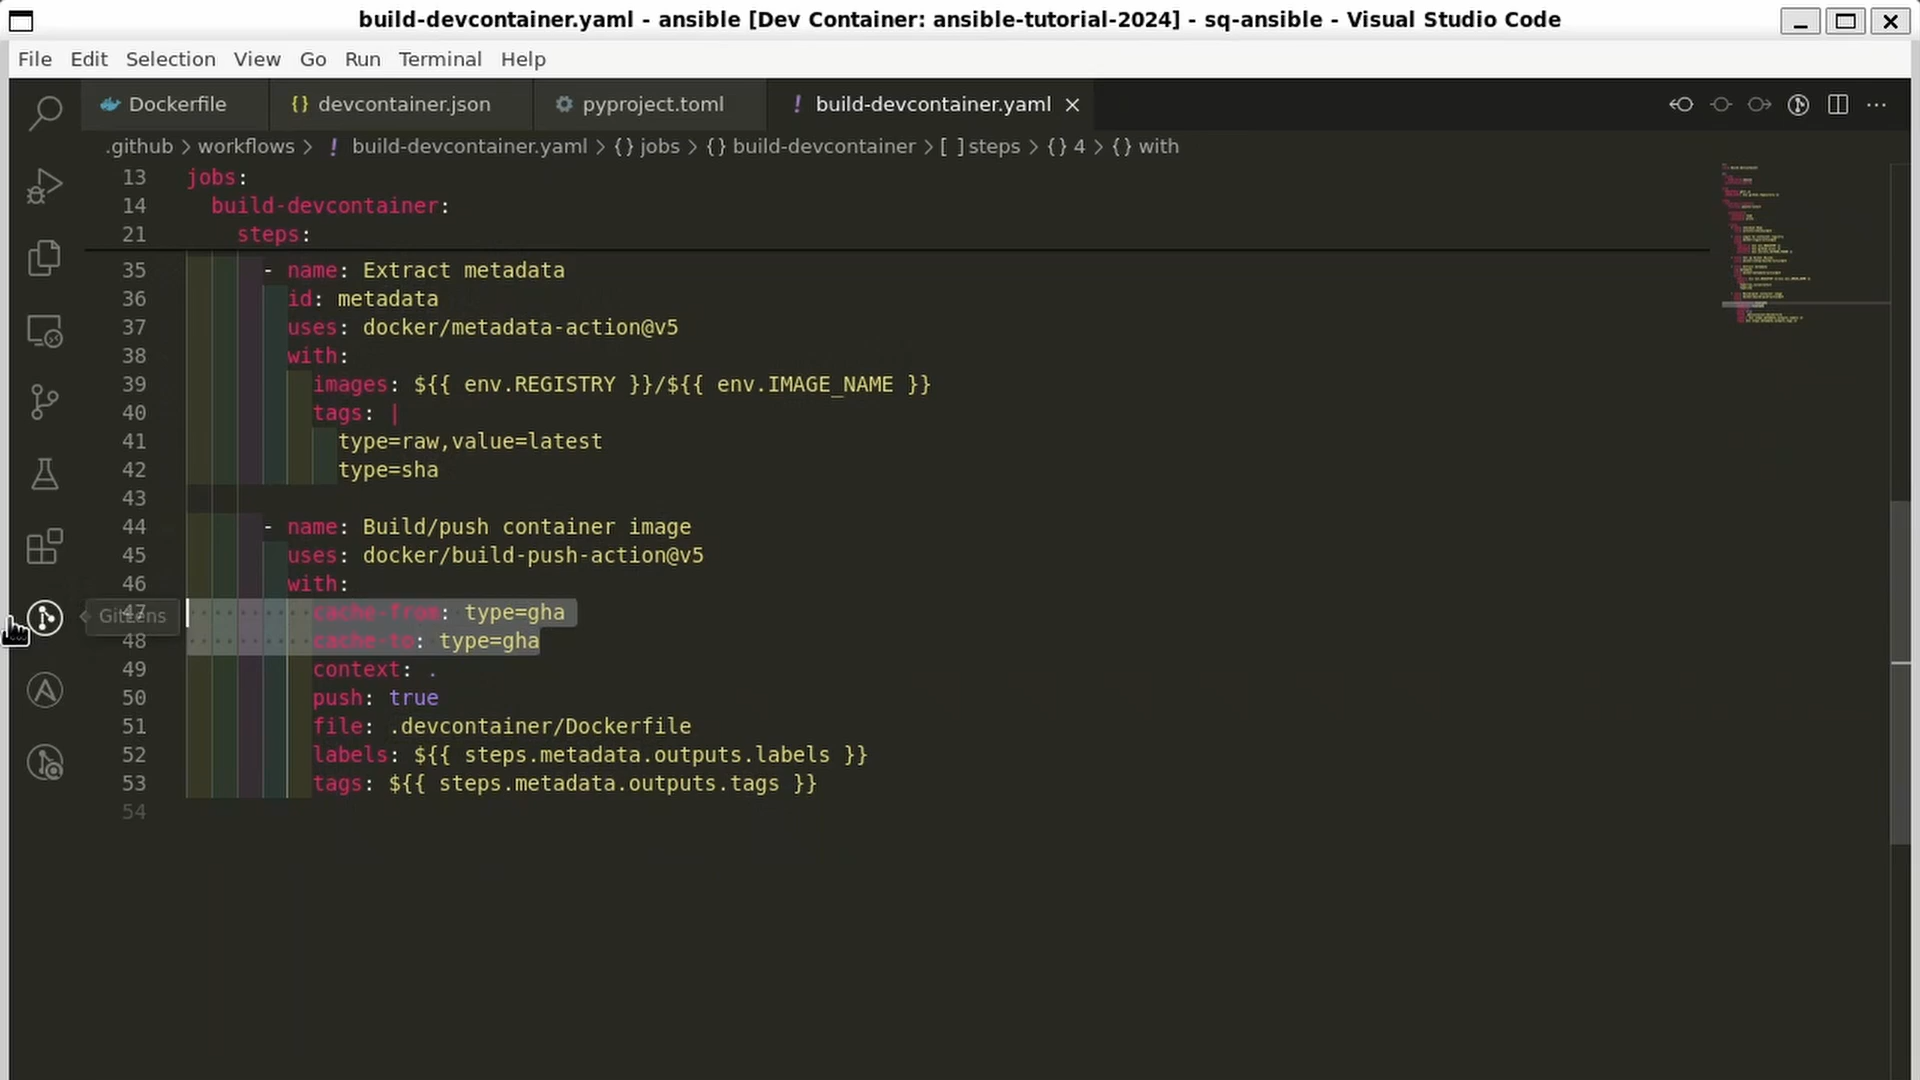 build-devcontainer.yaml - ansible [Dev Container: ansible-tutorial-2024] - sq-ansible - Visual Studio Code
File Edit Selection View Go Run Terminal Help
Dockerfile {} devcontainer.json pyproject.toml ! build-devcontainer.yaml
.github > workflows > ! build-devcontainer.yaml > {} jobs > {} build-devcontainer > [ ] steps > {} 4 > {} with
13 jobs:
14 build-devcontainer:
21 steps:
35 - name: Extract metadata
36 id: metadata
37 uses: docker/metadata-action@v5
38 with:
39 images: ${{ env.REGISTRY }}/${{ env.IMAGE_NAME }}
40 tags: |
41 type=raw,value=latest
42 type=sha
43
44 - name: Build/push container image
45 uses: docker/build-push-action@v5
46 with:
47 cache-from: type=gha
GitLens
48 cache-to: type=gha
49 context: .
50 push: true
51 file: .devcontainer/Dockerfile
52 labels: ${{ steps.metadata.outputs.labels }}
53 tags: ${{ steps.metadata.outputs.tags }}
54